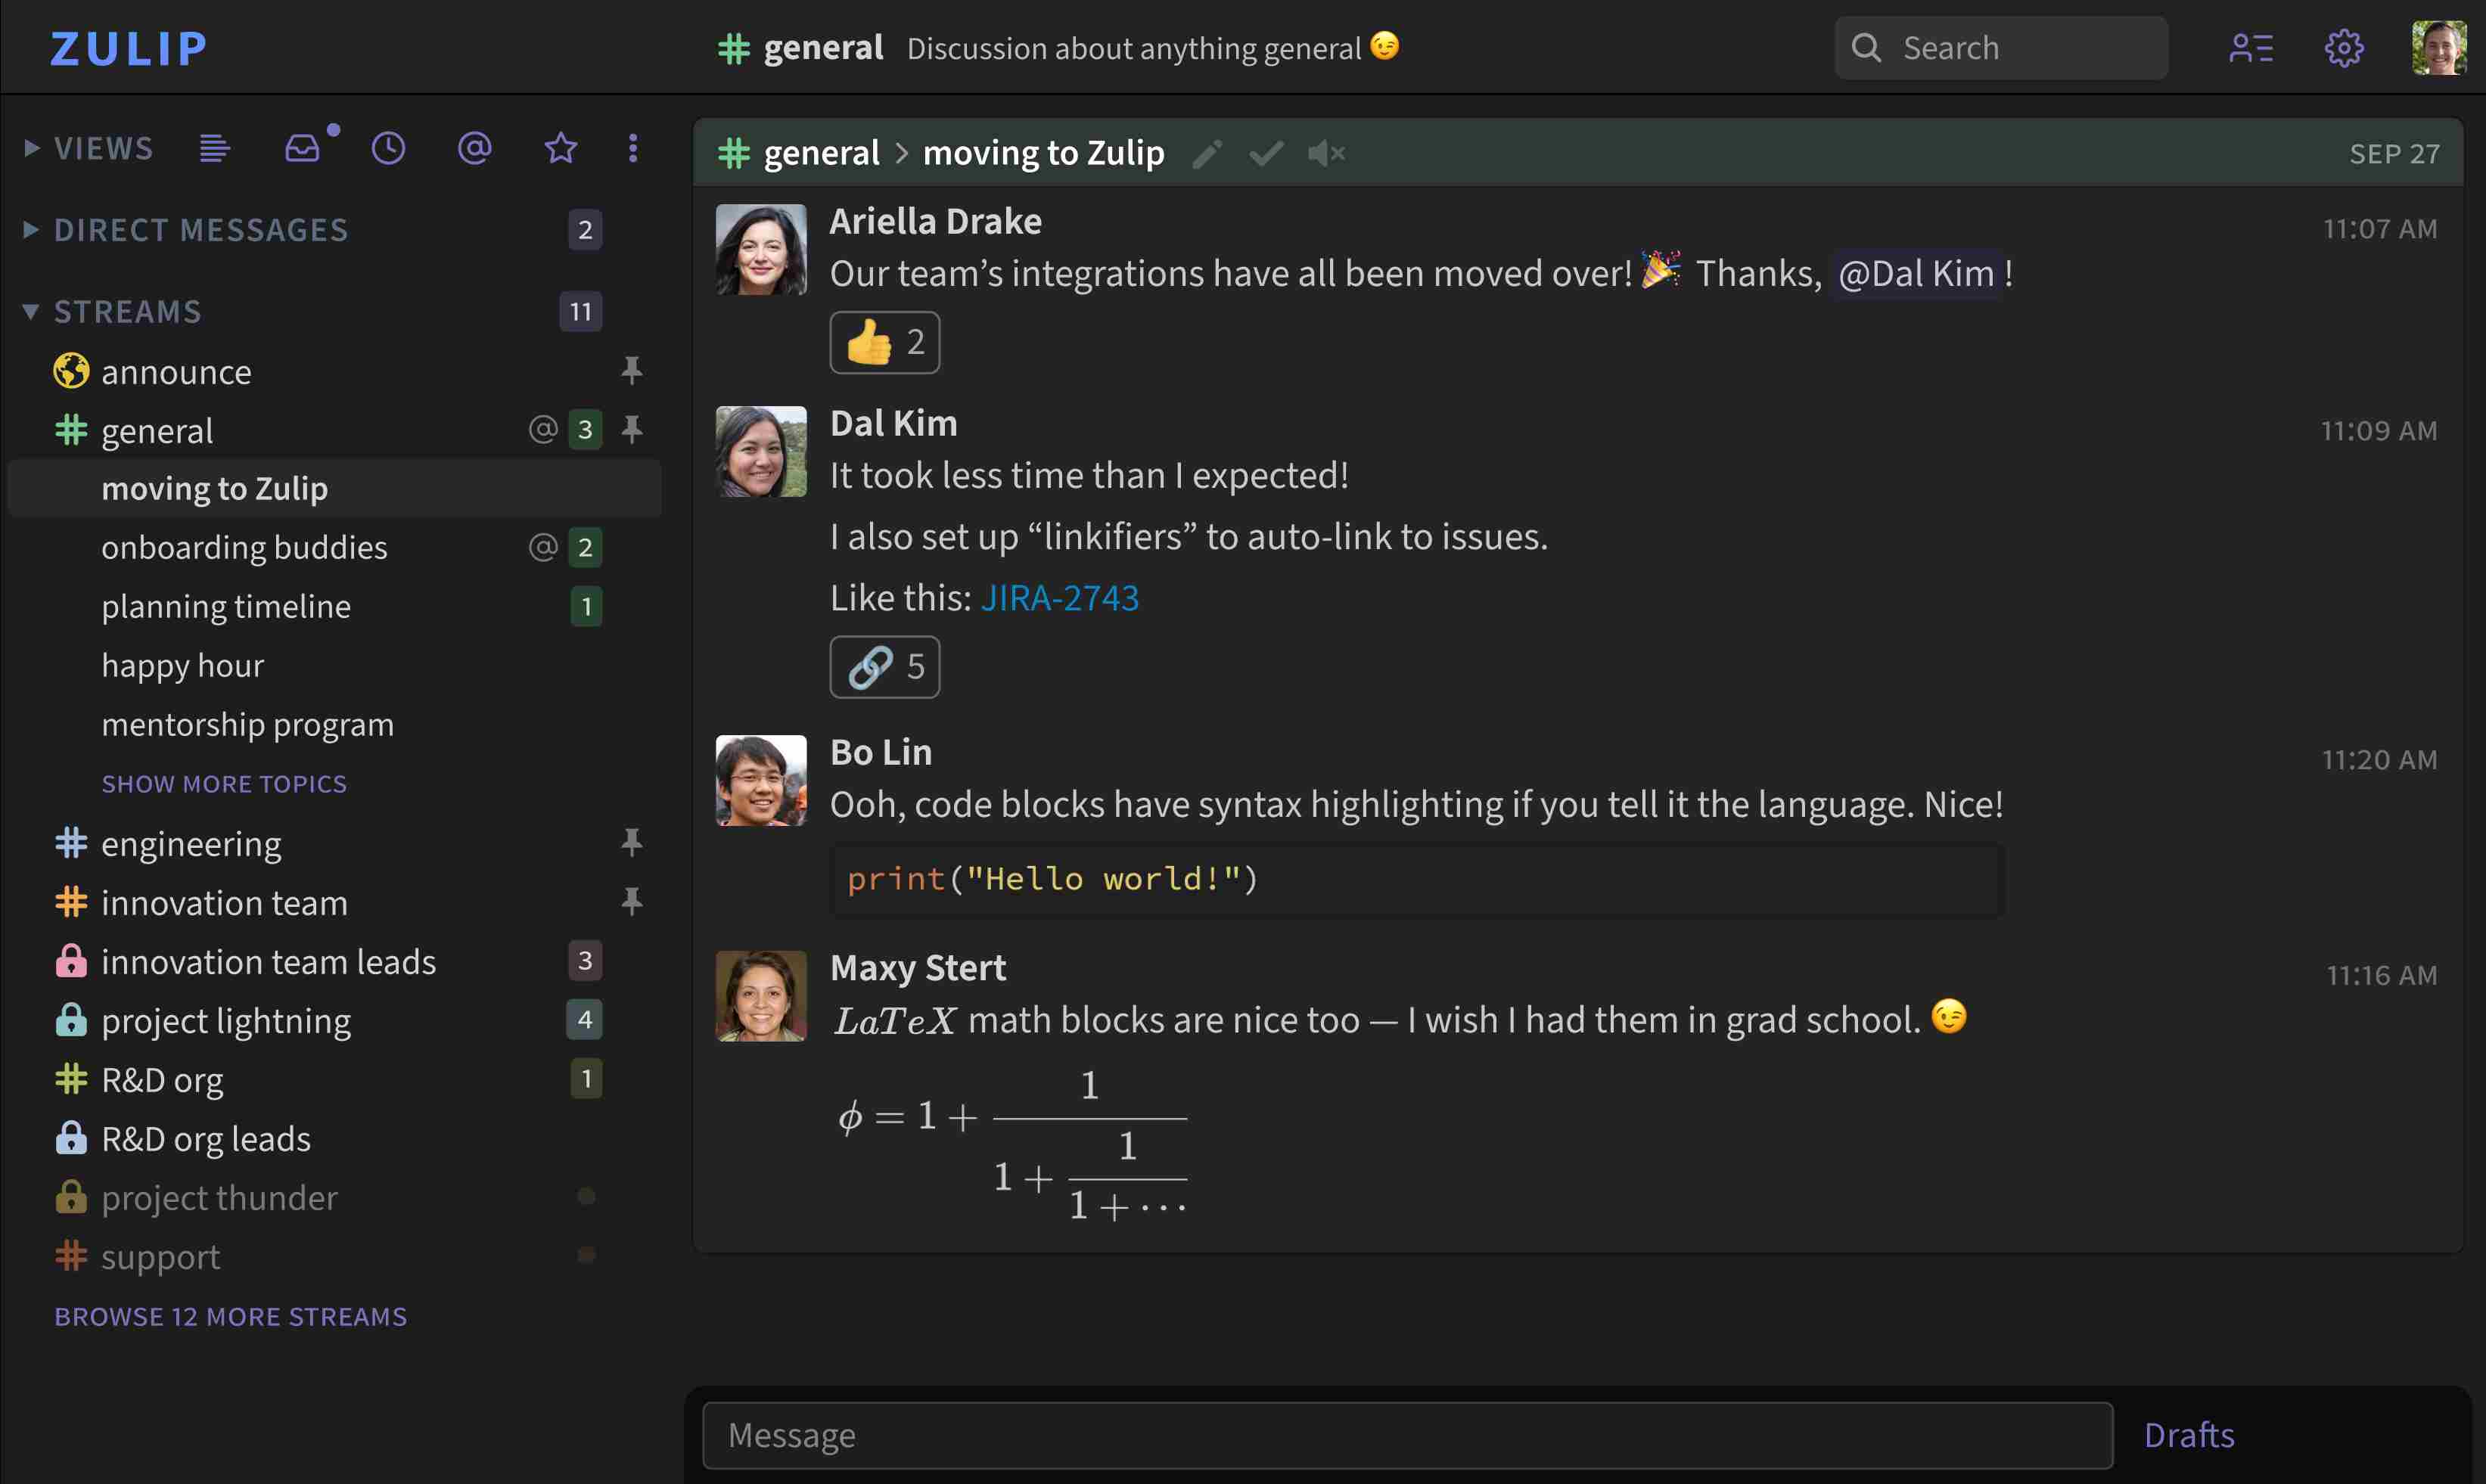 ZULIP
# general Discussion about anything general 😉
Search
VIEWS
DIRECT MESSAGES 2
STREAMS 11
announce
# general @ 3
moving to Zulip
onboarding buddies @ 2
planning timeline 1
happy hour
mentorship program
SHOW MORE TOPICS
# engineering
# innovation team
innovation team leads 3
project lightning 4
# R&D org 1
R&D org leads
project thunder
# support
BROWSE 12 MORE STREAMS
# general > moving to Zulip
SEP 27
Ariella Drake 11:07 AM
Our team’s integrations have all been moved over! 🎉 Thanks, @Dal Kim !
👍 2
Dal Kim 11:09 AM
It took less time than I expected!
I also set up “linkifiers” to auto-link to issues.
Like this: JIRA-2743
🔗 5
Bo Lin 11:20 AM
Ooh, code blocks have syntax highlighting if you tell it the language. Nice!
print("Hello world!")
Maxy Stert 11:16 AM
LaTeX math blocks are nice too — I wish I had them in grad school. 😉
1
ϕ = 1 +
1
1 +
1 + ⋯
Message
Drafts